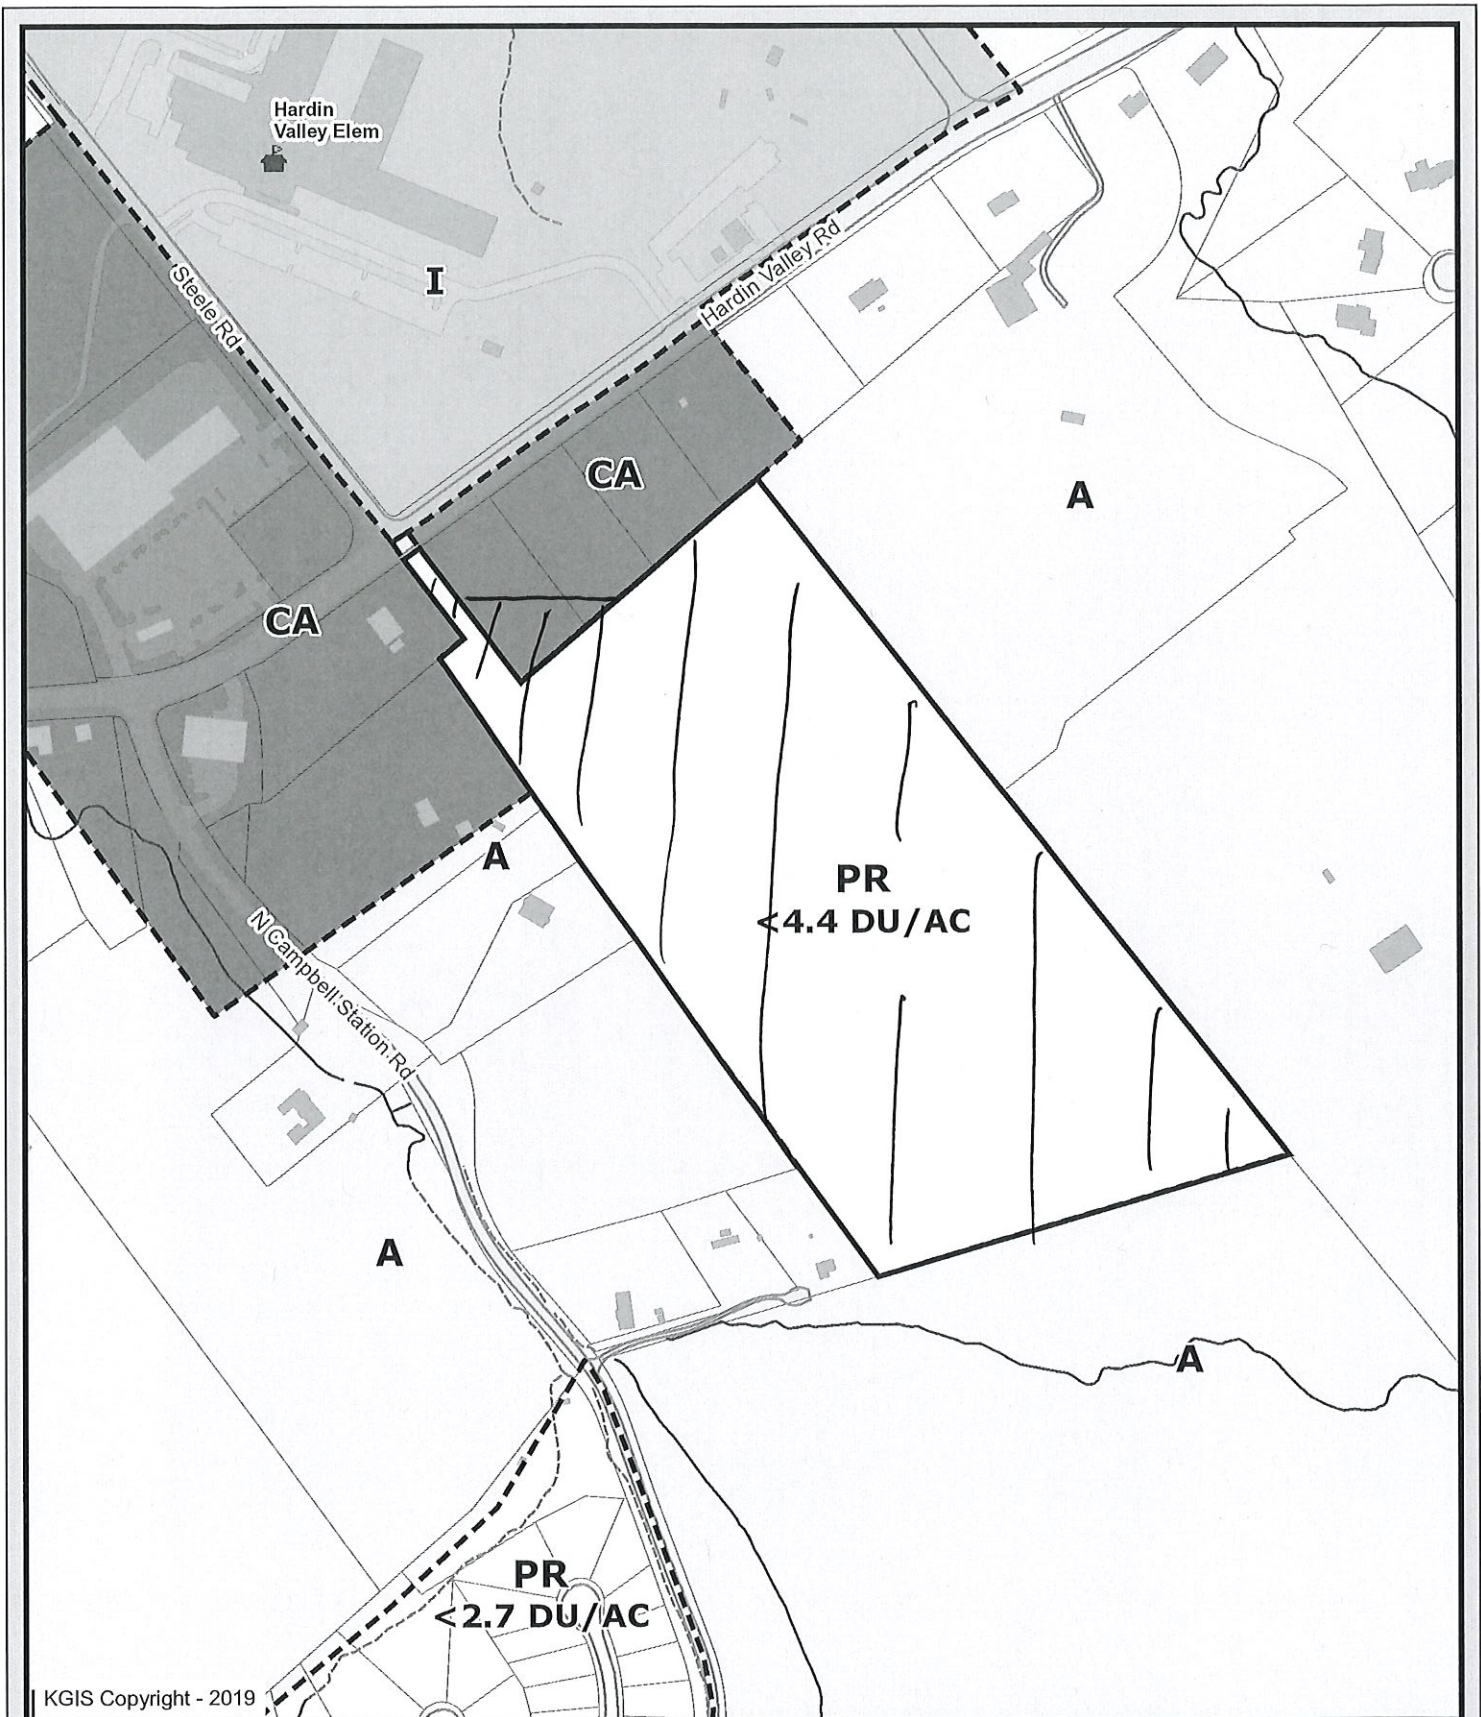 Hardin
Valley Elem
I
Steele Rd
Hardin Valley Rd
CA
A
CA
A
PR
<4.4 DU/AC
N Campbell Station Rd
A
A
PR
<2.7 DU/AC
KGIS Copyright - 2019